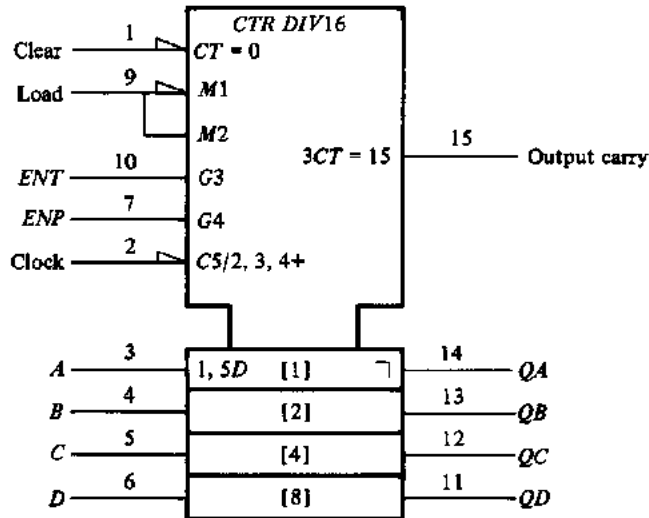 CTR DIV16
Clear 1 CT = 0
Load 9 M1
M2
3CT = 15 15 Output carry
ENT 10 G3
ENP 7 G4
Clock 2 C5/2, 3, 4+
A 3 1, 5D [1] 14 QA
B 4 [2] 13 QB
C 5 [4] 12 QC
D 6 [8] 11 QD